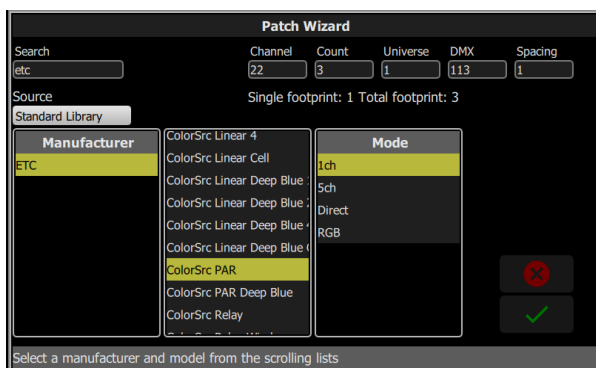 Patch Wizard
Search Channel Count Universe DMX Spacing
etc 22 3 1 113 1
Source Single footprint: 1 Total footprint: 3
Standard Library
Manufacturer
ETC
ColorSrc Linear 4
ColorSrc Linear Cell
ColorSrc Linear Deep Blue
ColorSrc Linear Deep Blue
ColorSrc Linear Deep Blue
ColorSrc Linear Deep Blue
ColorSrc PAR
ColorSrc PAR Deep Blue
ColorSrc Relay
Mode
1ch
5ch
Direct
RGB
Select a manufacturer and model from the scrolling lists